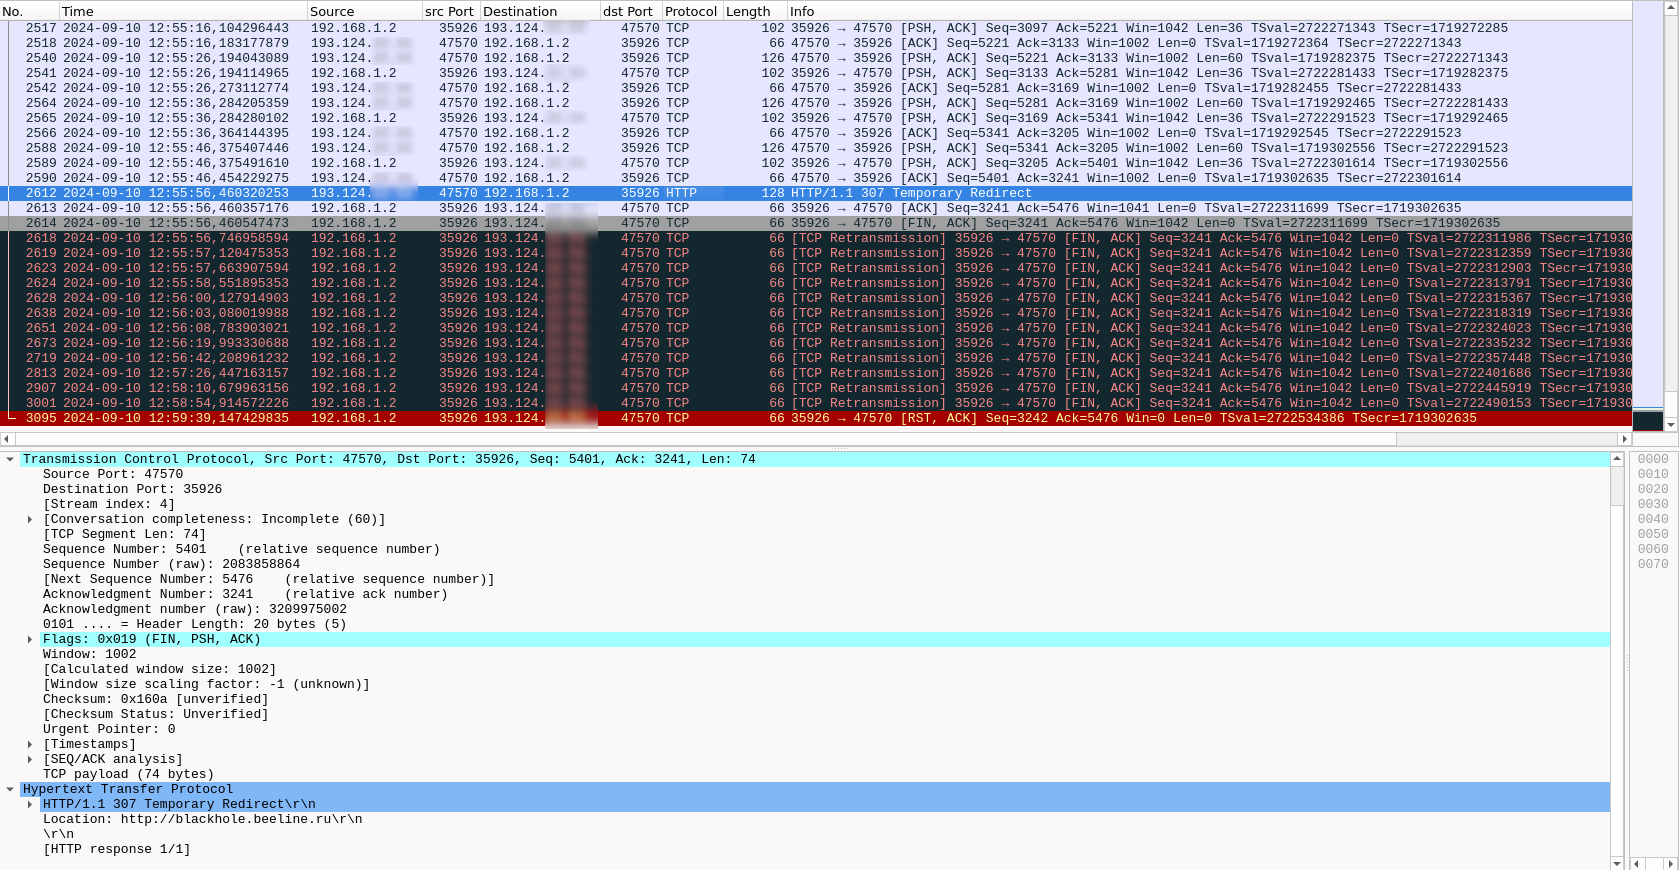 No. Time Source src Port Destination dst Port Protocol Length Info
2517 2024-09-10 12:55:16,104296443 192.168.1.2 35926 193.124. 47570 TCP 102 35926 → 47570 [PSH, ACK] Seq=3097 Ack=5221 Win=1042 Len=36 TSval=2722271343 TSecr=1719272285
2518 2024-09-10 12:55:16,183177879 193.124. 47570 192.168.1.2 35926 TCP 66 47570 → 35926 [ACK] Seq=5221 Ack=3133 Win=1002 Len=0 TSval=1719272364 TSecr=2722271343
2540 2024-09-10 12:55:26,194043089 193.124. 47570 192.168.1.2 35926 TCP 126 47570 → 35926 [PSH, ACK] Seq=5221 Ack=3133 Win=1002 Len=60 TSval=1719282375 TSecr=2722271343
2541 2024-09-10 12:55:26,194114965 192.168.1.2 35926 193.124. 47570 TCP 102 35926 → 47570 [PSH, ACK] Seq=3133 Ack=5281 Win=1042 Len=36 TSval=2722281433 TSecr=1719282375
2542 2024-09-10 12:55:26,273112774 193.124. 47570 192.168.1.2 35926 TCP 66 47570 → 35926 [ACK] Seq=5281 Ack=3169 Win=1002 Len=0 TSval=1719282455 TSecr=2722281433
2564 2024-09-10 12:55:36,284205359 193.124. 47570 192.168.1.2 35926 TCP 126 47570 → 35926 [PSH, ACK] Seq=5281 Ack=3169 Win=1002 Len=60 TSval=1719292465 TSecr=2722281433
2565 2024-09-10 12:55:36,284280102 192.168.1.2 35926 193.124. 47570 TCP 102 35926 → 47570 [PSH, ACK] Seq=3169 Ack=5341 Win=1042 Len=36 TSval=2722291523 TSecr=1719292465
2566 2024-09-10 12:55:36,364144395 193.124. 47570 192.168.1.2 35926 TCP 66 47570 → 35926 [ACK] Seq=5341 Ack=3205 Win=1002 Len=0 TSval=1719292545 TSecr=2722291523
2588 2024-09-10 12:55:46,375407446 193.124. 47570 192.168.1.2 35926 TCP 126 47570 → 35926 [PSH, ACK] Seq=5341 Ack=3205 Win=1002 Len=60 TSval=1719302556 TSecr=2722291523
2589 2024-09-10 12:55:46,375491610 192.168.1.2 35926 193.124. 47570 TCP 102 35926 → 47570 [PSH, ACK] Seq=3205 Ack=5401 Win=1042 Len=36 TSval=2722301614 TSecr=1719302556
2590 2024-09-10 12:55:46,454229275 193.124. 47570 192.168.1.2 35926 TCP 66 47570 → 35926 [ACK] Seq=5401 Ack=3241 Win=1002 Len=0 TSval=1719302635 TSecr=2722301614
2612 2024-09-10 12:55:56,460320253 193.124. 47570 192.168.1.2 35926 HTTP 128 HTTP/1.1 307 Temporary Redirect
2613 2024-09-10 12:55:56,460357176 192.168.1.2 35926 193.124. 47570 TCP 66 35926 → 47570 [ACK] Seq=3241 Ack=5476 Win=1041 Len=0 TSval=2722311699 TSecr=1719302635
2614 2024-09-10 12:55:56,460547473 192.168.1.2 35926 193.124. 47570 TCP 66 35926 → 47570 [FIN, ACK] Seq=3241 Ack=5476 Win=1042 Len=0 TSval=2722311699 TSecr=1719302635
2618 2024-09-10 12:55:56,746958594 192.168.1.2 35926 193.124. 47570 TCP 66 [TCP Retransmission] 35926 → 47570 [FIN, ACK] Seq=3241 Ack=5476 Win=1042 Len=0 TSval=2722311986 TSecr=171930
2619 2024-09-10 12:55:57,120475353 192.168.1.2 35926 193.124. 47570 TCP 66 [TCP Retransmission] 35926 → 47570 [FIN, ACK] Seq=3241 Ack=5476 Win=1042 Len=0 TSval=2722312359 TSecr=171930
2623 2024-09-10 12:55:57,663907594 192.168.1.2 35926 193.124. 47570 TCP 66 [TCP Retransmission] 35926 → 47570 [FIN, ACK] Seq=3241 Ack=5476 Win=1042 Len=0 TSval=2722312903 TSecr=171930
2624 2024-09-10 12:55:58,551895353 192.168.1.2 35926 193.124. 47570 TCP 66 [TCP Retransmission] 35926 → 47570 [FIN, ACK] Seq=3241 Ack=5476 Win=1042 Len=0 TSval=2722313791 TSecr=171930
2628 2024-09-10 12:56:00,127914903 192.168.1.2 35926 193.124. 47570 TCP 66 [TCP Retransmission] 35926 → 47570 [FIN, ACK] Seq=3241 Ack=5476 Win=1042 Len=0 TSval=2722315367 TSecr=171930
2638 2024-09-10 12:56:03,080019988 192.168.1.2 35926 193.124. 47570 TCP 66 [TCP Retransmission] 35926 → 47570 [FIN, ACK] Seq=3241 Ack=5476 Win=1042 Len=0 TSval=2722318319 TSecr=171930
2651 2024-09-10 12:56:08,783903021 192.168.1.2 35926 193.124. 47570 TCP 66 [TCP Retransmission] 35926 → 47570 [FIN, ACK] Seq=3241 Ack=5476 Win=1042 Len=0 TSval=2722324023 TSecr=171930
2673 2024-09-10 12:56:19,993330688 192.168.1.2 35926 193.124. 47570 TCP 66 [TCP Retransmission] 35926 → 47570 [FIN, ACK] Seq=3241 Ack=5476 Win=1042 Len=0 TSval=2722335232 TSecr=171930
2719 2024-09-10 12:56:42,208961232 192.168.1.2 35926 193.124. 47570 TCP 66 [TCP Retransmission] 35926 → 47570 [FIN, ACK] Seq=3241 Ack=5476 Win=1042 Len=0 TSval=2722357448 TSecr=171930
2813 2024-09-10 12:57:26,447163157 192.168.1.2 35926 193.124. 47570 TCP 66 [TCP Retransmission] 35926 → 47570 [FIN, ACK] Seq=3241 Ack=5476 Win=1042 Len=0 TSval=2722401686 TSecr=171930
2907 2024-09-10 12:58:10,679963156 192.168.1.2 35926 193.124. 47570 TCP 66 [TCP Retransmission] 35926 → 47570 [FIN, ACK] Seq=3241 Ack=5476 Win=1042 Len=0 TSval=2722445919 TSecr=171930
3001 2024-09-10 12:58:54,914572226 192.168.1.2 35926 193.124. 47570 TCP 66 [TCP Retransmission] 35926 → 47570 [FIN, ACK] Seq=3241 Ack=5476 Win=1042 Len=0 TSval=2722490153 TSecr=171930
3095 2024-09-10 12:59:39,147429835 192.168.1.2 35926 193.124. 47570 TCP 66 35926 → 47570 [RST, ACK] Seq=3242 Ack=5476 Win=0 Len=0 TSval=2722534386 TSecr=1719302635
Transmission Control Protocol, Src Port: 47570, Dst Port: 35926, Seq: 5401, Ack: 3241, Len: 74
Source Port: 47570
Destination Port: 35926
[Stream index: 4]
[Conversation completeness: Incomplete (60)]
[TCP Segment Len: 74]
Sequence Number: 5401 (relative sequence number)
Sequence Number (raw): 2083858864
[Next Sequence Number: 5476 (relative sequence number)]
Acknowledgment Number: 3241 (relative ack number)
Acknowledgment number (raw): 3209975002
0101 .... = Header Length: 20 bytes (5)
Flags: 0x019 (FIN, PSH, ACK)
Window: 1002
[Calculated window size: 1002]
[Window size scaling factor: -1 (unknown)]
Checksum: 0x160a [unverified]
[Checksum Status: Unverified]
Urgent Pointer: 0
[Timestamps]
[SEQ/ACK analysis]
TCP payload (74 bytes)
Hypertext Transfer Protocol
HTTP/1.1 307 Temporary Redirect\r\n
Location: http://blackhole.beeline.ru\r\n
\r\n
[HTTP response 1/1]
0000
0010
0020
0030
0040
0050
0060
0070